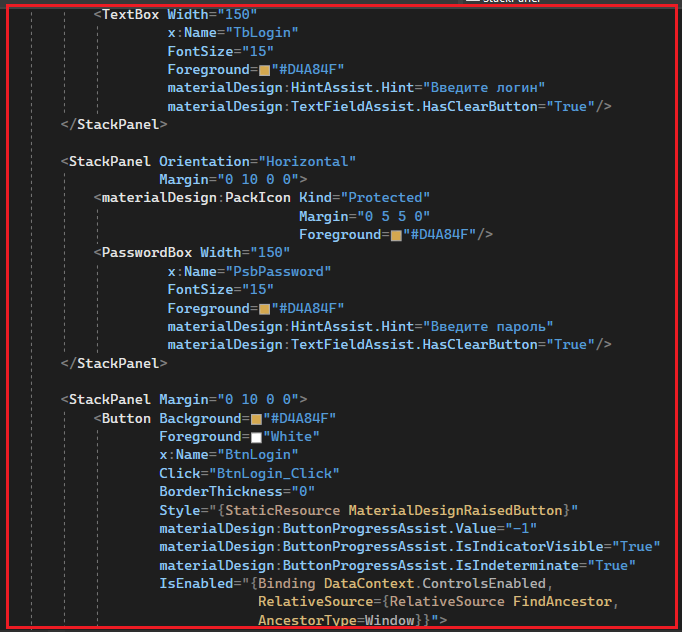 StackPanel
<TextBox Width="150"
x:Name="TbLogin"
FontSize="15"
Foreground="#D4A84F"
materialDesign:HintAssist.Hint="Введите логин"
materialDesign:TextFieldAssist.HasClearButton="True"/>
</StackPanel>
<StackPanel Orientation="Horizontal"
Margin="0 10 0 0">
<materialDesign:PackIcon Kind="Protected"
Margin="0 5 5 0"
Foreground="#D4A84F"/>
<PasswordBox Width="150"
x:Name="PsbPassword"
FontSize="15"
Foreground="#D4A84F"
materialDesign:HintAssist.Hint="Введите пароль"
materialDesign:TextFieldAssist.HasClearButton="True"/>
</StackPanel>
<StackPanel Margin="0 10 0 0">
<Button Background="#D4A84F"
Foreground="White"
x:Name="BtnLogin"
Click="BtnLogin_Click"
BorderThickness="0"
Style="{StaticResource MaterialDesignRaisedButton}"
materialDesign:ButtonProgressAssist.Value="-1"
materialDesign:ButtonProgressAssist.IsIndicatorVisible="True"
materialDesign:ButtonProgressAssist.IsIndeterminate="True"
IsEnabled="{Binding DataContext.ControlsEnabled,
RelativeSource={RelativeSource FindAncestor,
AncestorType=Window}}">